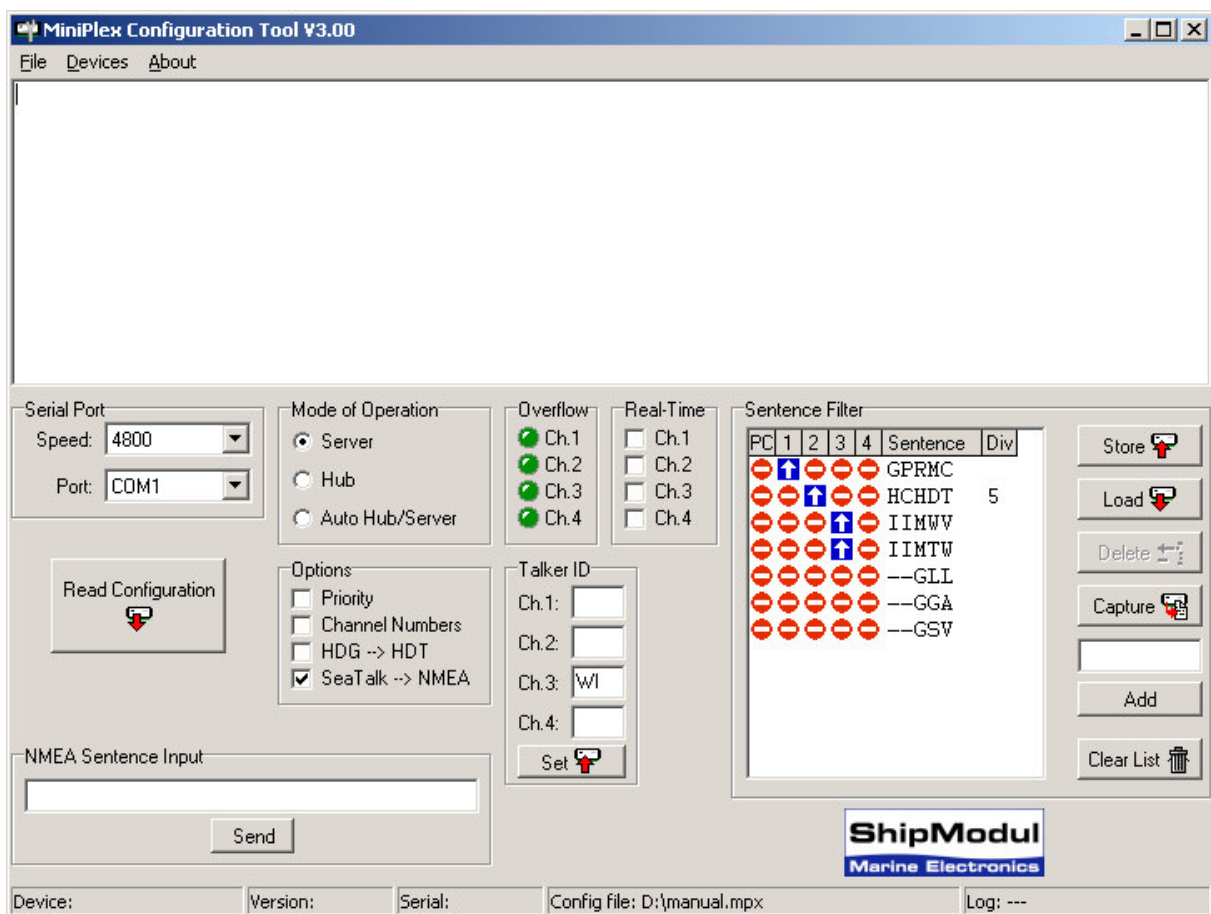 MiniPlex Configuration Tool V3.00
File Devices About
Serial Port
Speed: 4800
Port: COM1
Read Configuration
Mode of Operation
Server
Hub
Auto Hub/Server
Options
Priority
Channel Numbers
HDG --> HDT
SeaTalk --> NMEA
Overflow
Ch.1
Ch.2
Ch.3
Ch.4
Real-Time
Ch.1
Ch.2
Ch.3
Ch.4
Talker ID
Ch.1:
Ch.2:
Ch.3: WI
Ch.4:
Set
Sentence Filter
PC 1 2 3 4 Sentence Div
GPRMC
HCHDT 5
IIMWV
IIMTW
--GLL
--GGA
--GSV
Store
Load
Delete
Capture
Add
Clear List
NMEA Sentence Input
Send
ShipModul
Marine Electronics
Device: Version: Serial: Config file: D:\manual.mpx Log: ---